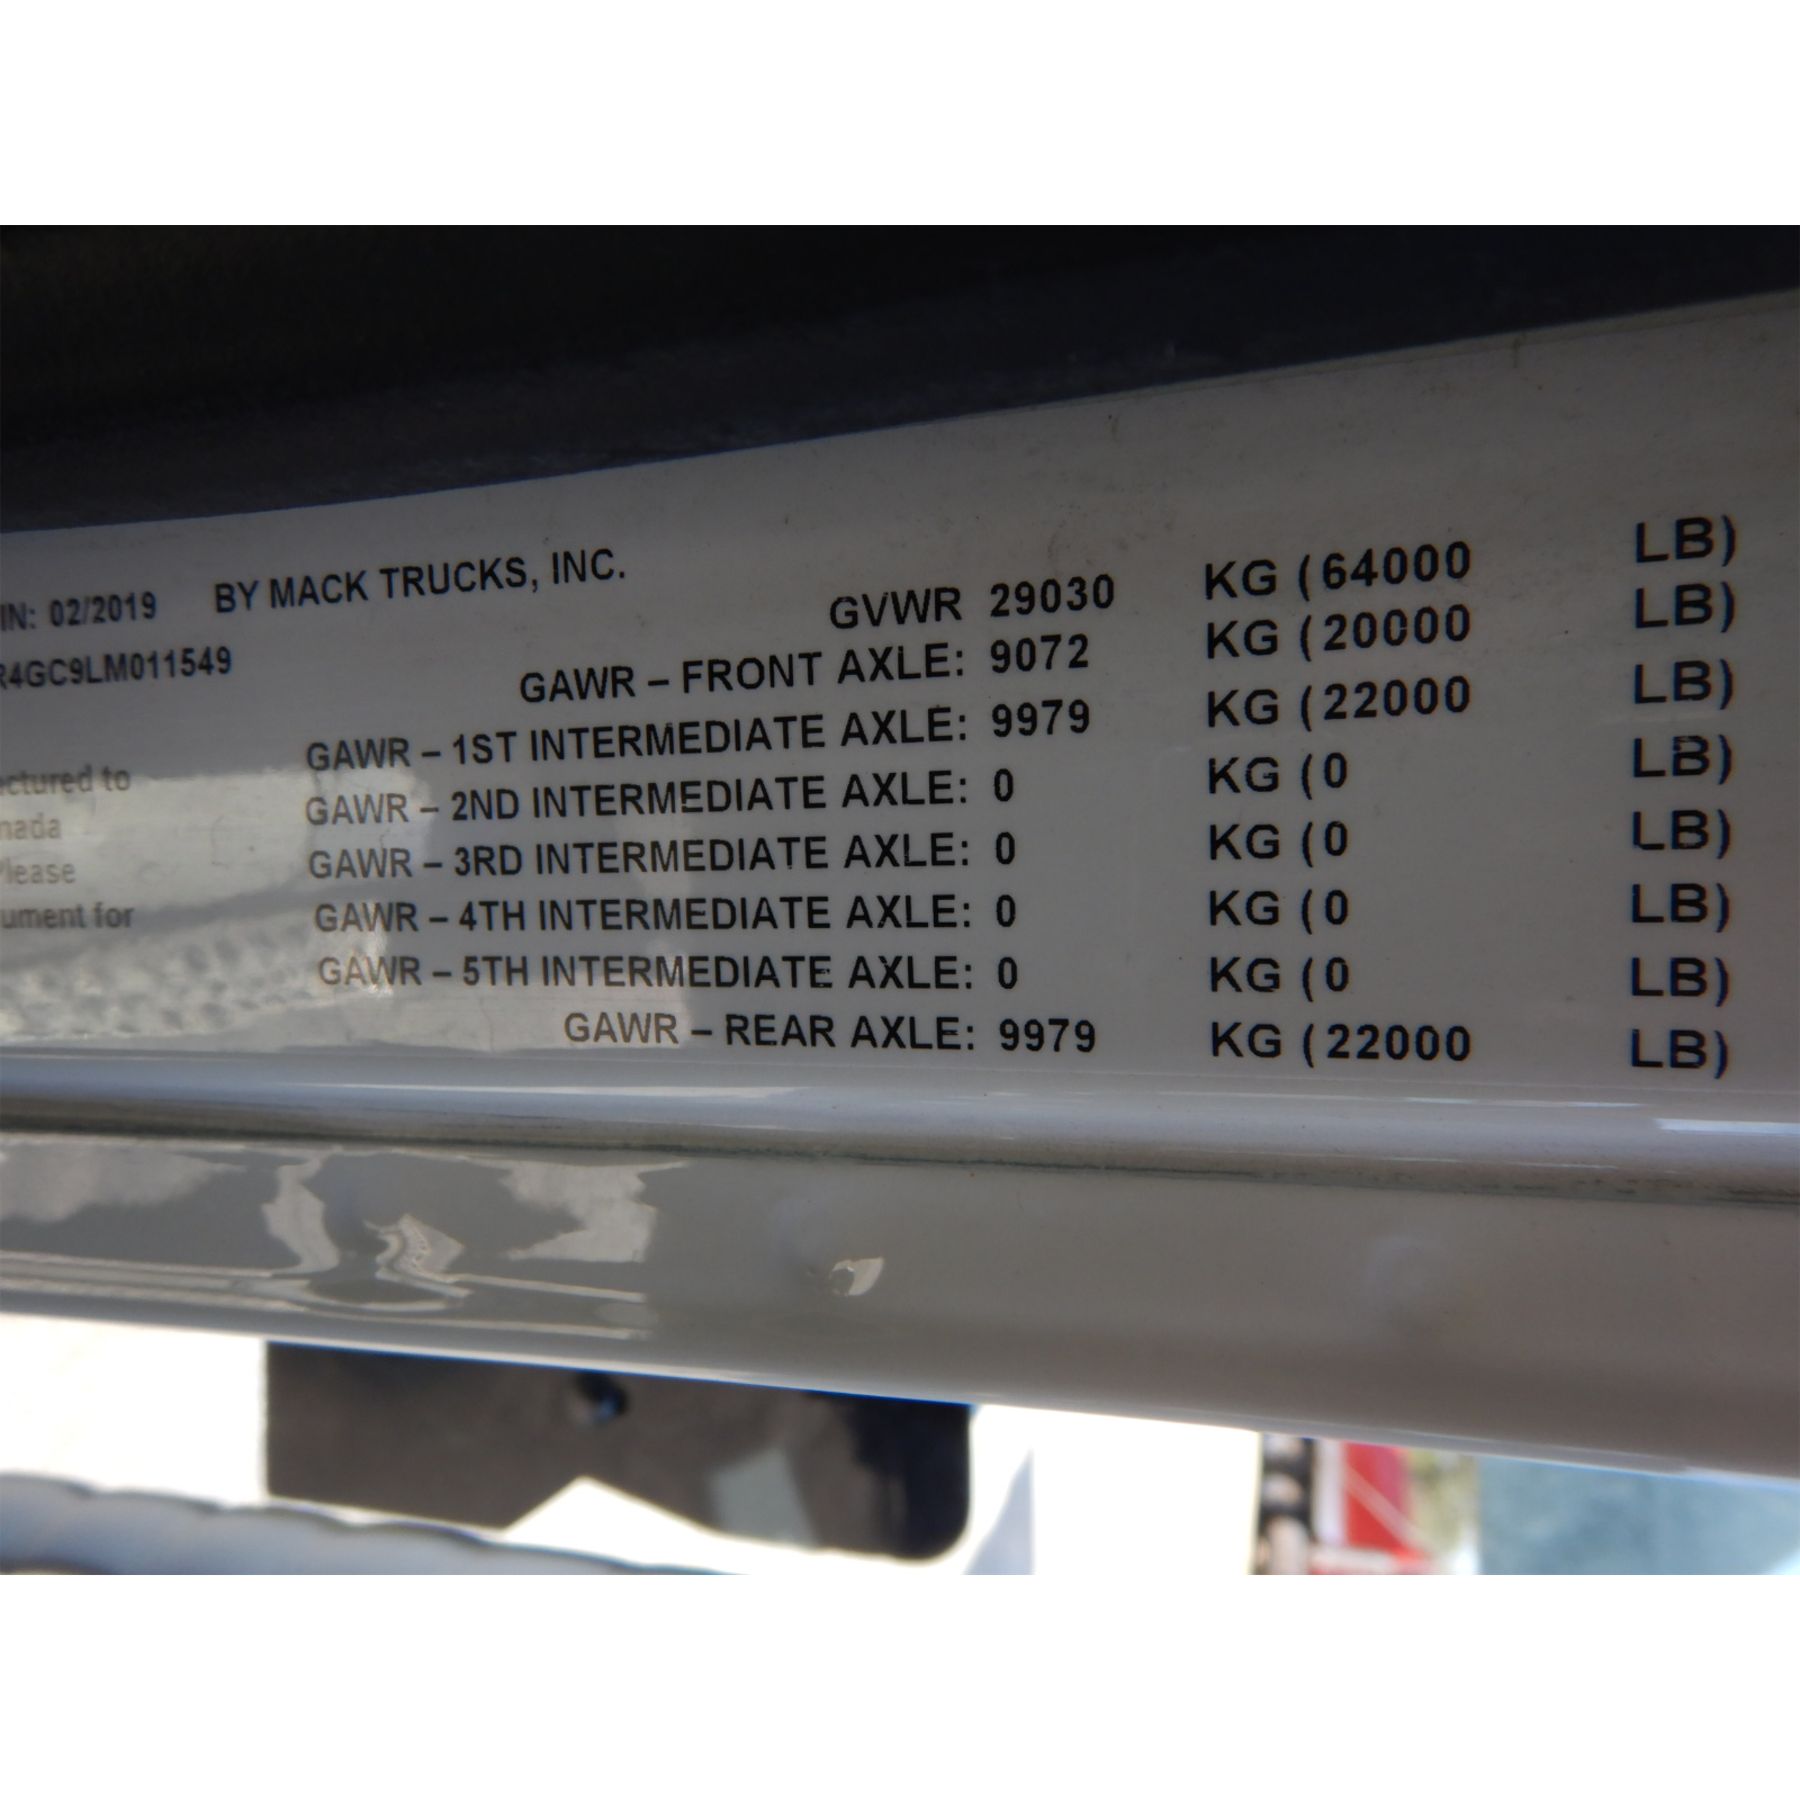 IN: 02/2019 BY MACK TRUCKS, INC.
R4GC9LM011549
GVWR 29030 KG (64000 LB)
GAWR – FRONT AXLE: 9072 KG (20000 LB)
GAWR – 1ST INTERMEDIATE AXLE: 9979 KG (22000 LB)
GAWR – 2ND INTERMEDIATE AXLE: 0 KG (0 LB)
GAWR – 3RD INTERMEDIATE AXLE: 0 KG (0 LB)
GAWR – 4TH INTERMEDIATE AXLE: 0 KG (0 LB)
GAWR – 5TH INTERMEDIATE AXLE: 0 KG (0 LB)
GAWR – REAR AXLE: 9979 KG (22000 LB)
ctured to
nada
Please
ument for